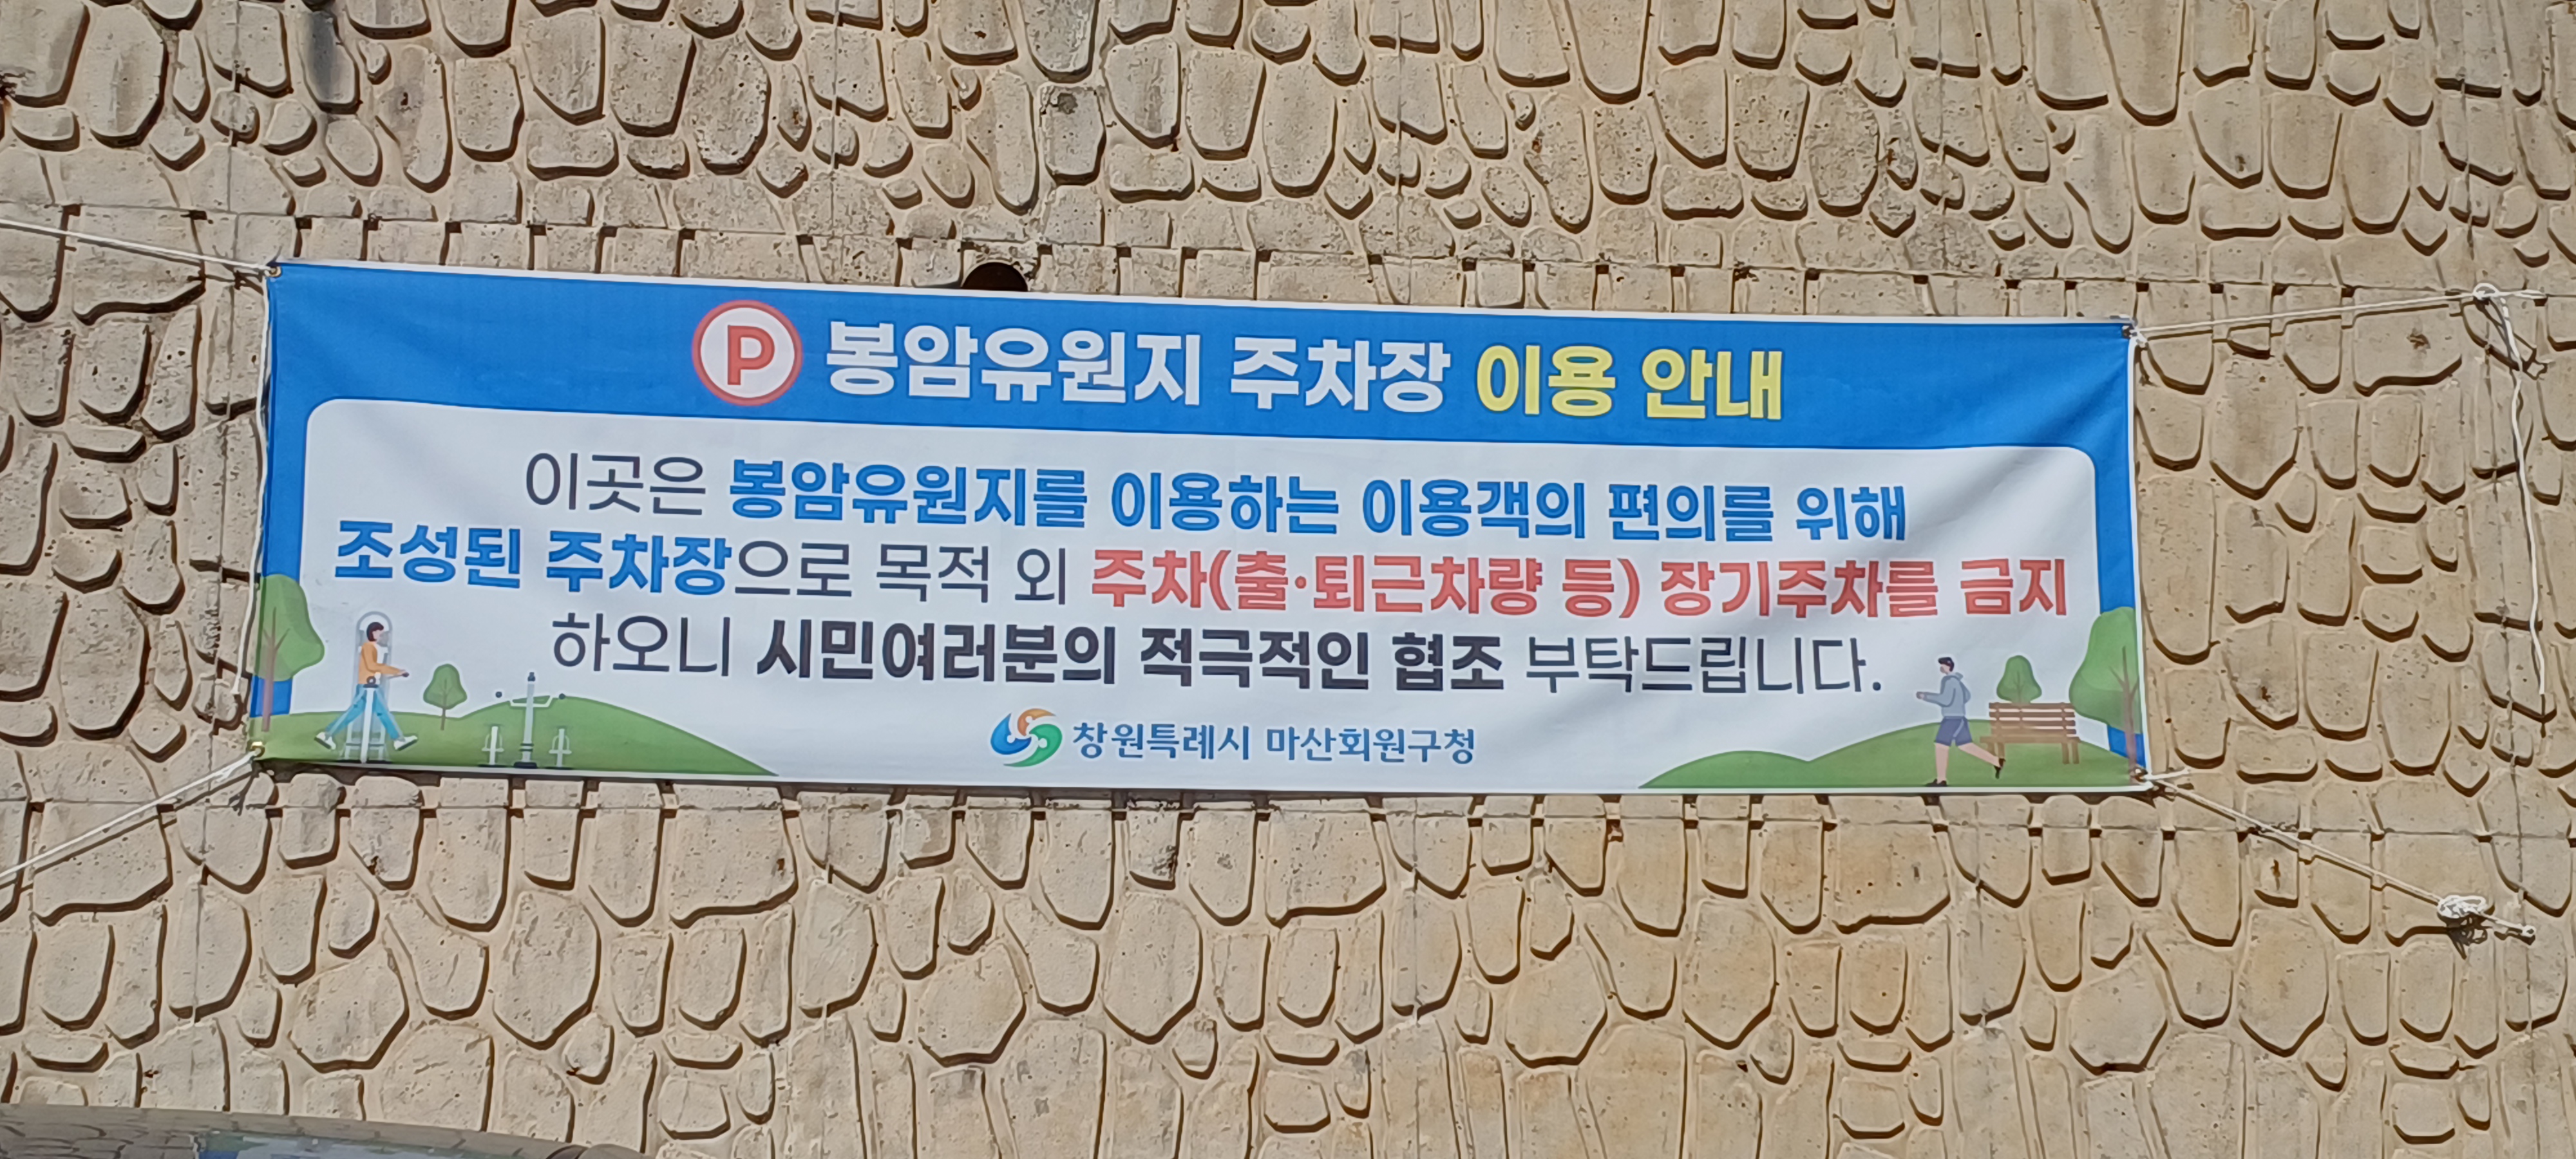 P 봉암유원지 주차장 이용 안내
이곳은 봉암유원지를 이용하는 이용객의 편의를 위해
조성된 주차장으로 목적 외 주차(출·퇴근차량 등) 장기주차를 금지
하오니 시민여러분의 적극적인 협조 부탁드립니다.
창원특례시 마산회원구청